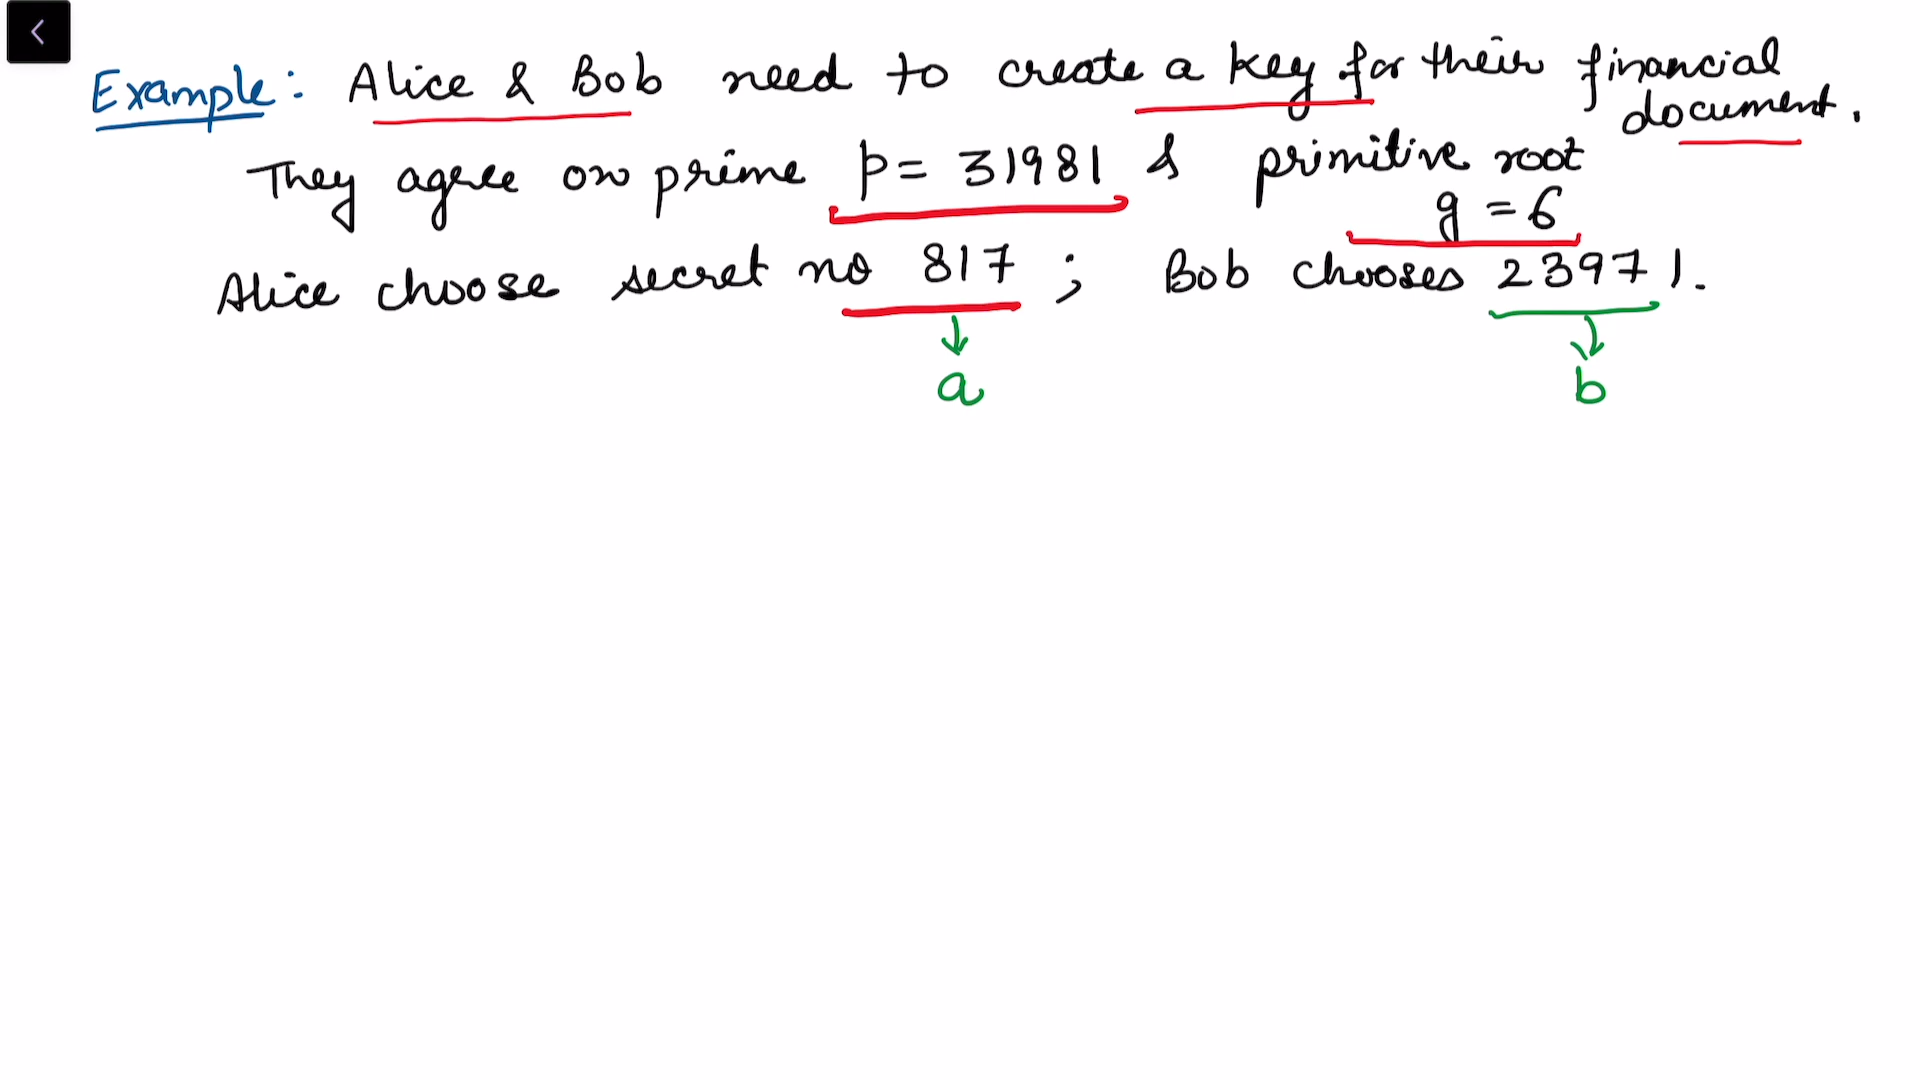 Example: Alice & Bob need to create a key for their financial
document.
They agree on prime p = 31981 & primitive root
g = 6
Alice choose secret no 817 ; Bob chooses 23971.
a b